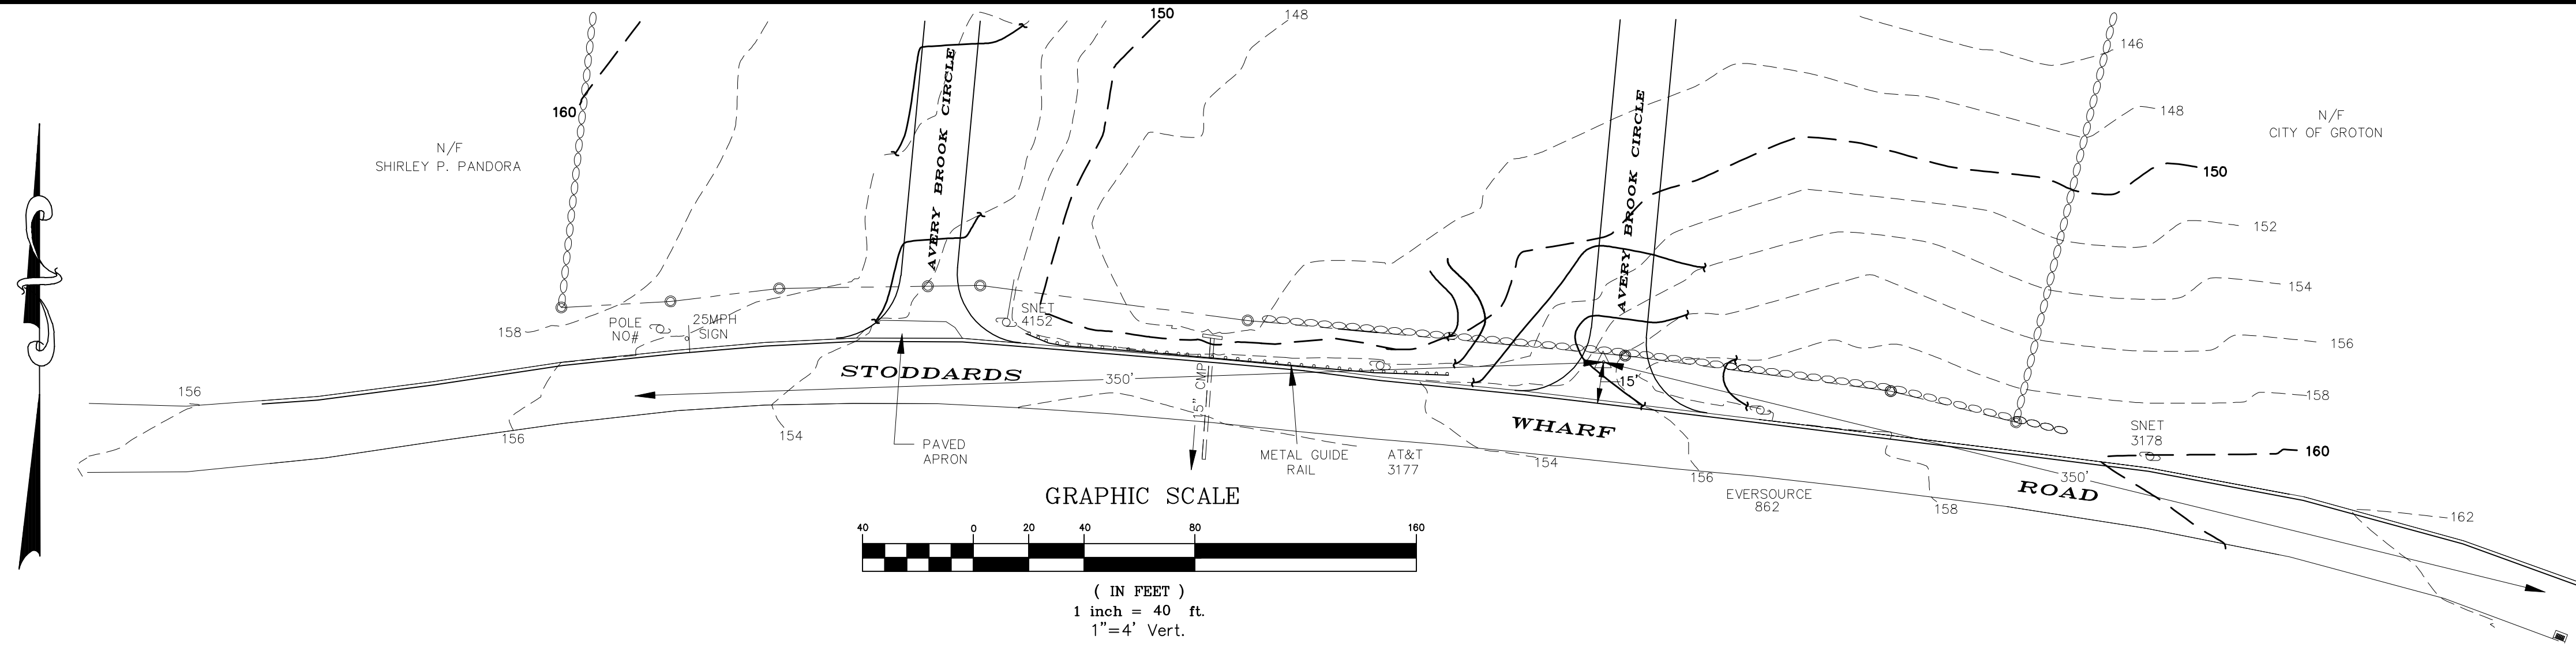 150
148
146
160
148
N/F
SHIRLEY P. PANDORA
AVERY BROOK CIRCLE
AVERY BROOK CIRCLE
N/F
CITY OF GROTON
150
152
154
156
158
POLE
NO#
25MPH
SIGN
SNET
4152
158
156
156
154
STODDARDS
350'
15" CMP
15'
WHARF
PAVED
APRON
METAL GUIDE
RAIL
AT&T
3177
154
156
EVERSOURCE
862
158
SNET
3178
160
350'
ROAD
162
GRAPHIC SCALE
40 0 20 40 80 160
( IN FEET )
1 inch = 40 ft.
1"=4' Vert.